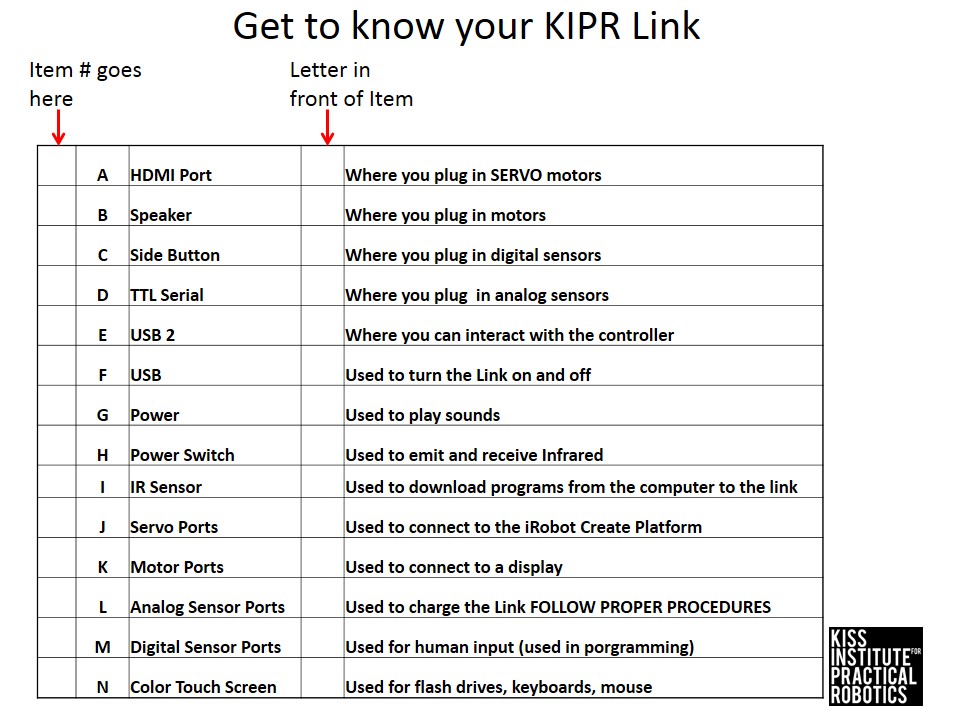 Get to know your KIPR Link
Item # goes
here
Letter in
front of Item
A HDMI Port Where you plug in SERVO motors
B Speaker Where you plug in motors
C Side Button Where you plug in digital sensors
D TTL Serial Where you plug  in analog sensors
E USB 2 Where you can interact with the controller
F USB Used to turn the Link on and off
G Power Used to play sounds
H Power Switch Used to emit and receive Infrared
I IR Sensor Used to download programs from the computer to the link
J Servo Ports Used to connect to the iRobot Create Platform
K Motor Ports Used to connect to a display
L Analog Sensor Ports Used to charge the Link FOLLOW PROPER PROCEDURES
M Digital Sensor Ports Used for human input (used in porgramming)
N Color Touch Screen Used for flash drives, keyboards, mouse
KISS
INSTITUTE FOR
PRACTICAL
ROBOTICS